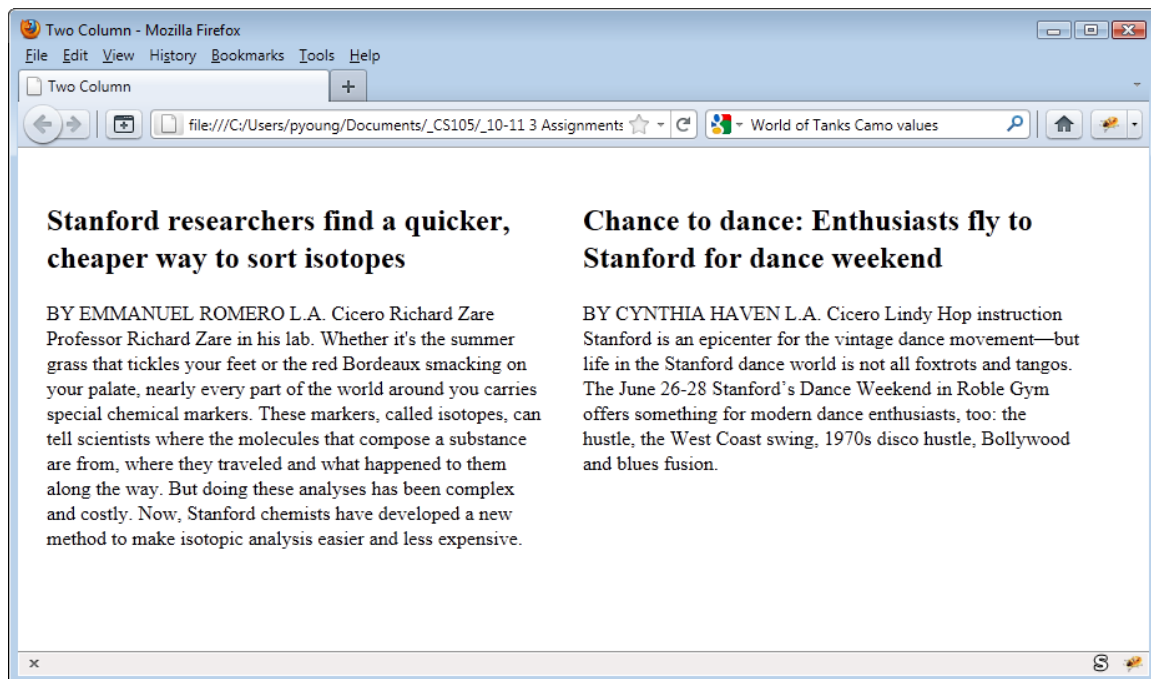 Two Column - Mozilla Firefox
File Edit View History Bookmarks Tools Help
Two Column
file:///C:/Users/pyoung/Documents/_CS105/_10-11 3 Assignments
World of Tanks Camo values
Stanford researchers find a quicker,
cheaper way to sort isotopes
BY EMMANUEL ROMERO L.A. Cicero Richard Zare
Professor Richard Zare in his lab. Whether it's the summer
grass that tickles your feet or the red Bordeaux smacking on
your palate, nearly every part of the world around you carries
special chemical markers. These markers, called isotopes, can
tell scientists where the molecules that compose a substance
are from, where they traveled and what happened to them
along the way. But doing these analyses has been complex
and costly. Now, Stanford chemists have developed a new
method to make isotopic analysis easier and less expensive.
Chance to dance: Enthusiasts fly to
Stanford for dance weekend
BY CYNTHIA HAVEN L.A. Cicero Lindy Hop instruction
Stanford is an epicenter for the vintage dance movement—but
life in the Stanford dance world is not all foxtrots and tangos.
The June 26-28 Stanford’s Dance Weekend in Roble Gym
offers something for modern dance enthusiasts, too: the
hustle, the West Coast swing, 1970s disco hustle, Bollywood
and blues fusion.